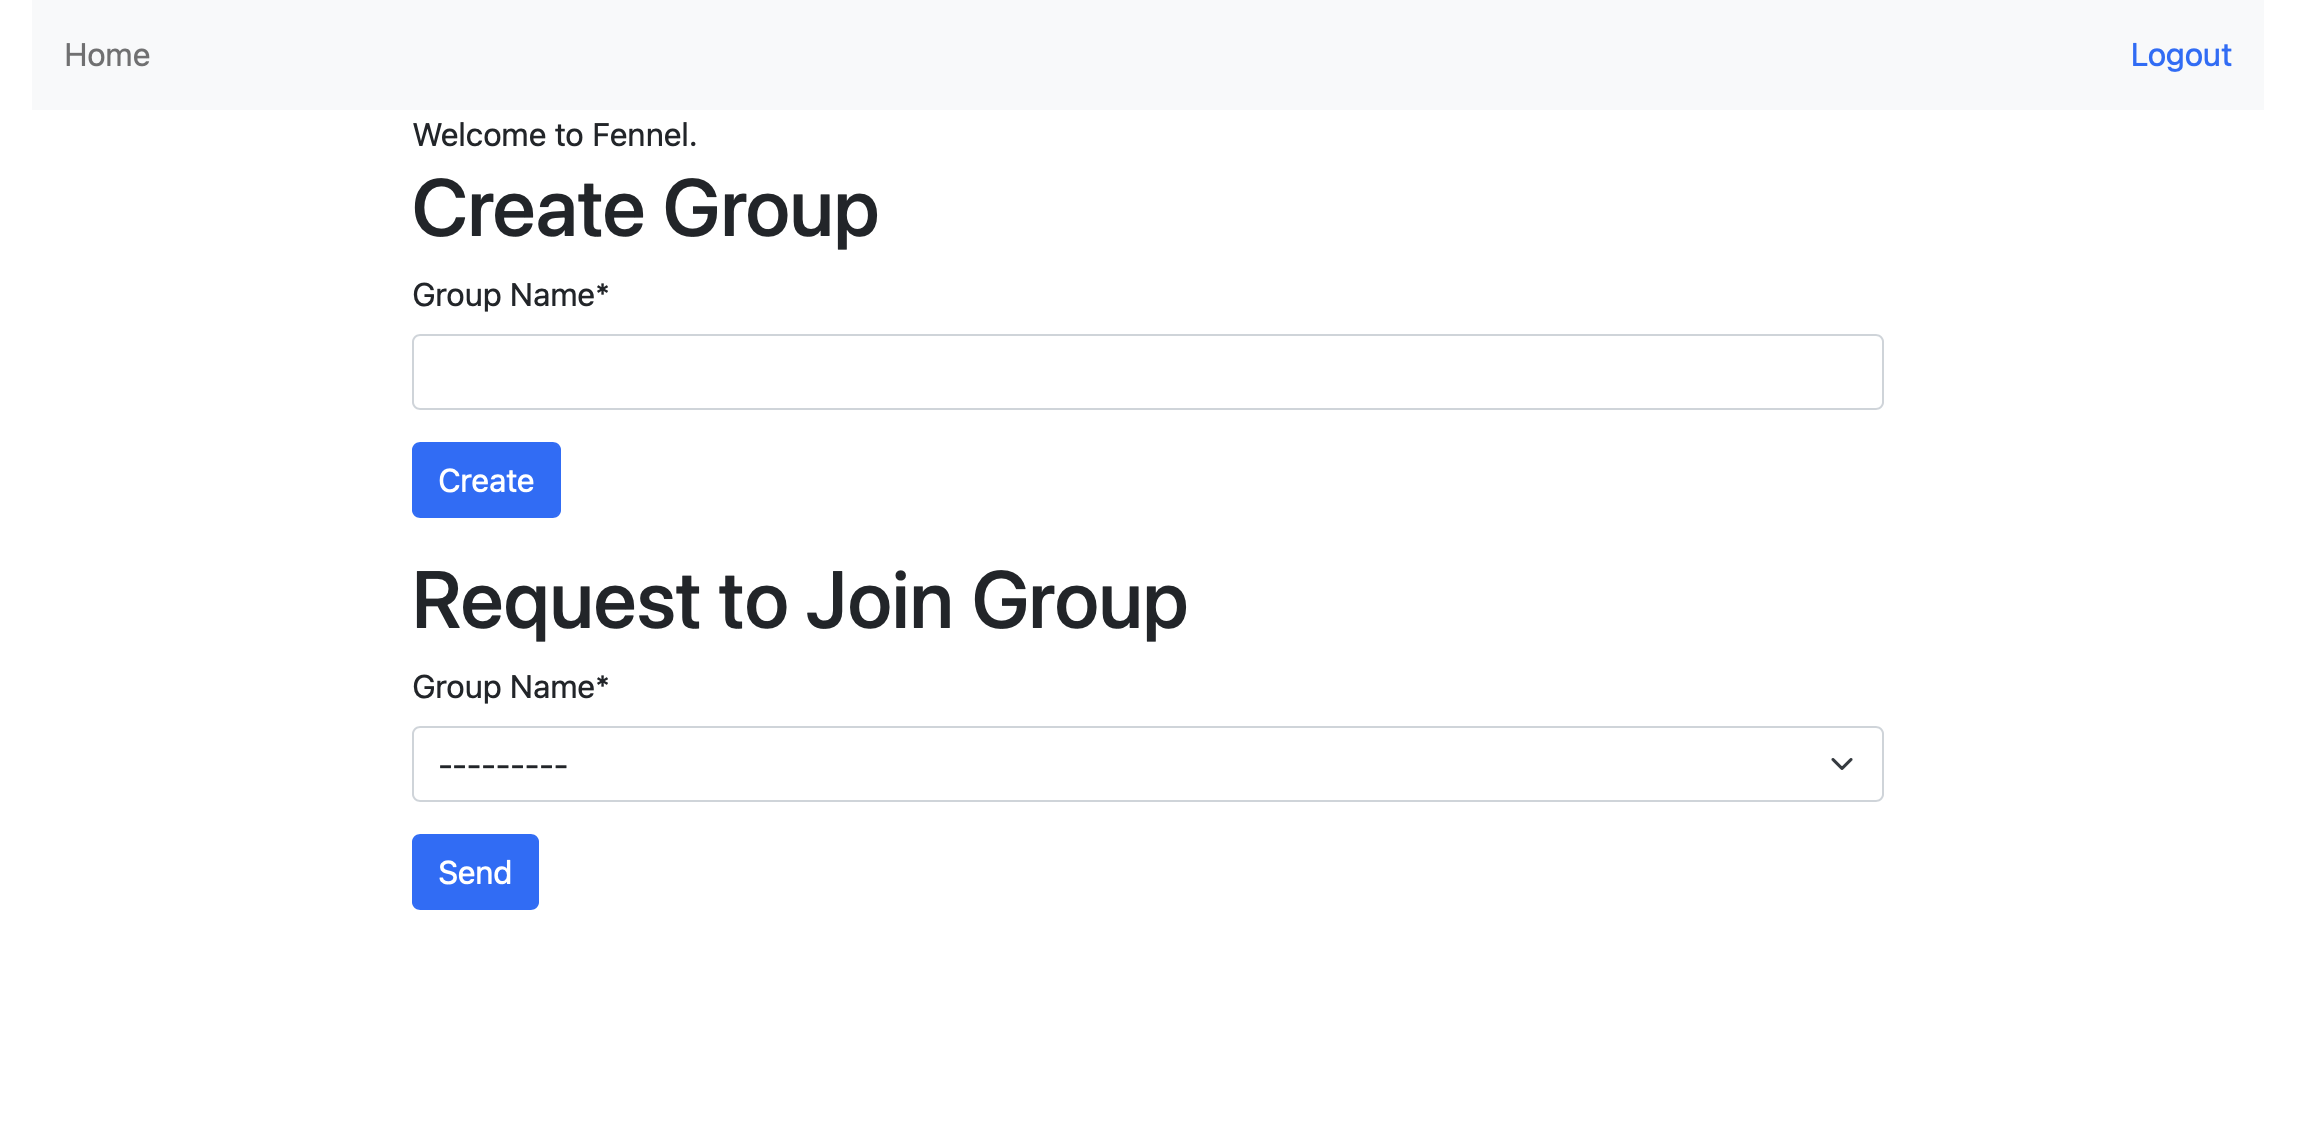 Home
Logout
Welcome to Fennel.
Create Group
Group Name*
Create
Request to Join Group
Group Name*
---------
Send